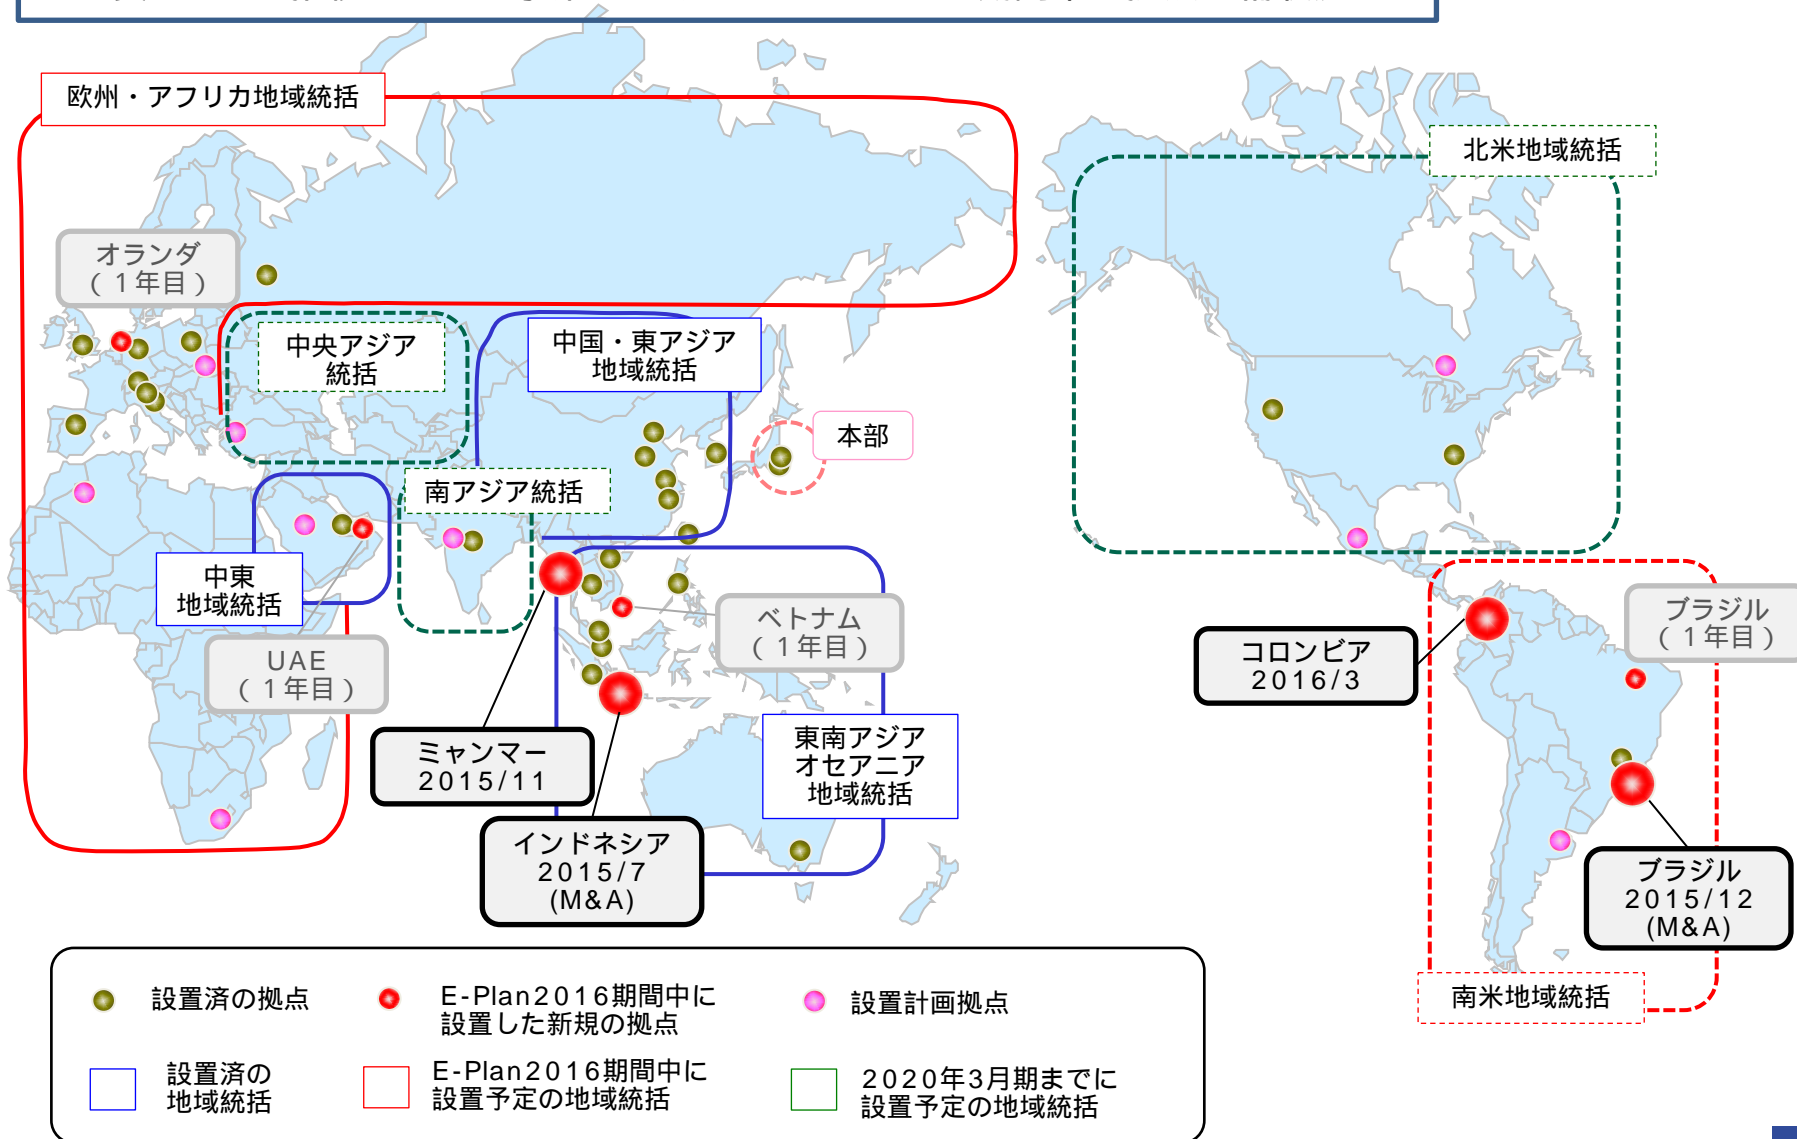 欧州・アフリカ地域統括
北米地域統括
オランダ
（１年目）
中央アジア
統括
中国・東アジア
地域統括
本部
南アジア統括
中東
地域統括
UAE
（１年目）
ベトナム
（１年目）
ブラジル
（１年目）
コロンビア
2016/3
ミャンマー
2015/11
東南アジア
オセアニア
地域統括
インドネシア
2015/7
(M&A)
ブラジル
2015/12
(M&A)
南米地域統括
設置済の拠点
E-Plan2016期間中に
設置した新規の拠点
設置計画拠点
設置済の
地域統括
E-Plan2016期間中に
設置予定の地域統括
2020年3月期までに
設置予定の地域統括